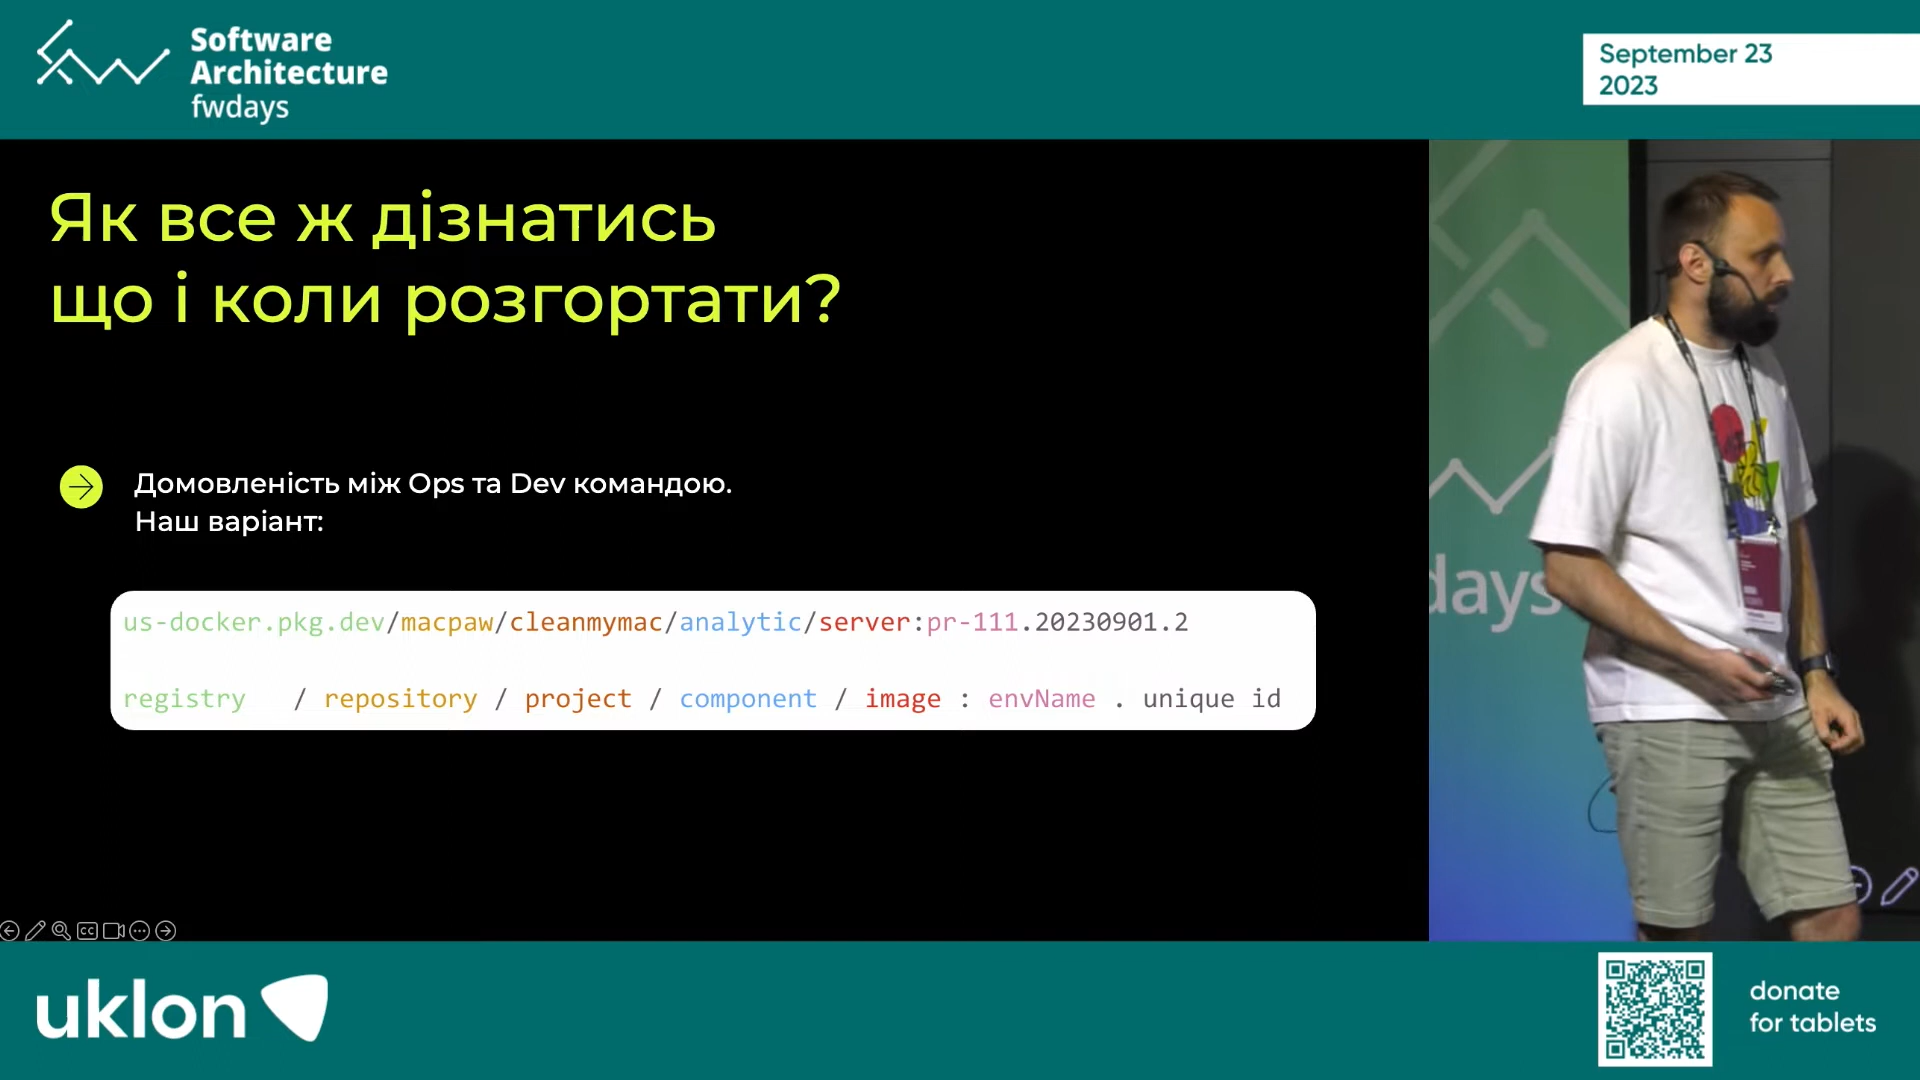 Software
Architecture
fwdays
September 23
2023
Як все ж дізнатись
що і коли розгортати?
Домовленість між Ops та Dev командою.
Наш варіант:
us-docker.pkg.dev/macpaw/cleanmymac/analytic/server:pr-111.20230901.2
registry / repository / project / component / image : envName . unique id
days
uklon
donate
for tablets